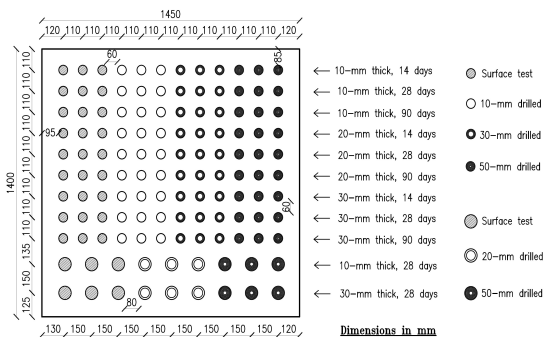 1450
120 110 110 110 110 110 110 110 110 110 110 110 120
60
85
95
60
80
1400
110
110
110
110
110
110
110
110
110
135
150
125
130 150 150 150 150 150 150 150 150 120
10-mm thick, 14 days
10-mm thick, 28 days
10-mm thick, 90 days
20-mm thick, 14 days
20-mm thick, 28 days
20-mm thick, 90 days
30-mm thick, 14 days
30-mm thick, 28 days
30-mm thick, 90 days
10-mm thick, 28 days
30-mm thick, 28 days
Surface test
10-mm drilled
30-mm drilled
50-mm drilled
Surface test
20-mm drilled
50-mm drilled
Dimensions in mm